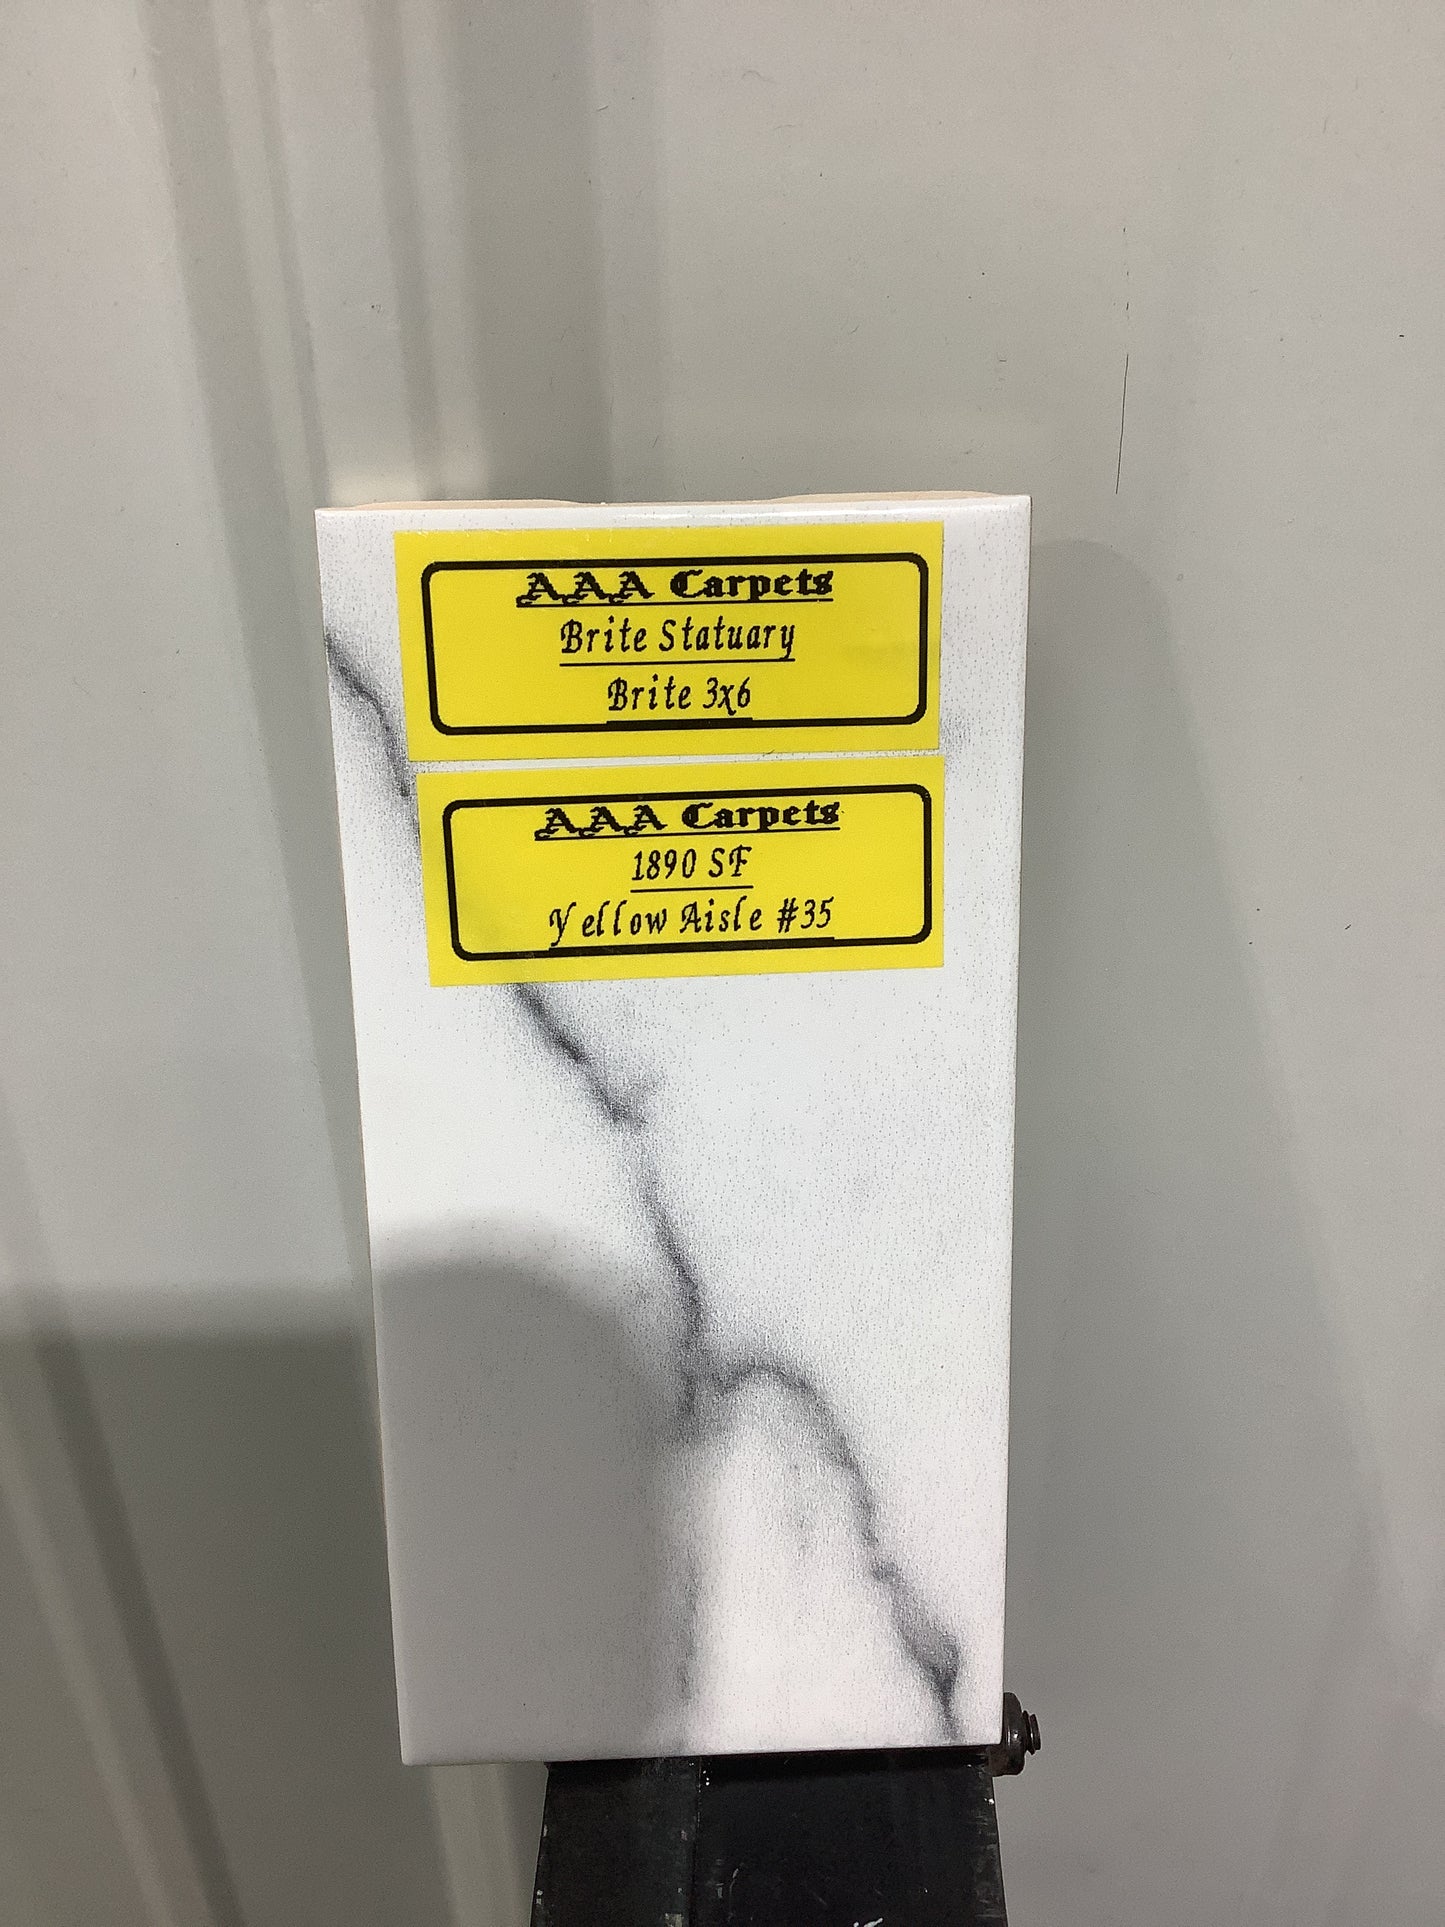 AAA Carpets
Brite Statuary
Brite 3x6
AAA Carpets
1890 SF
Yellow Aisle #35